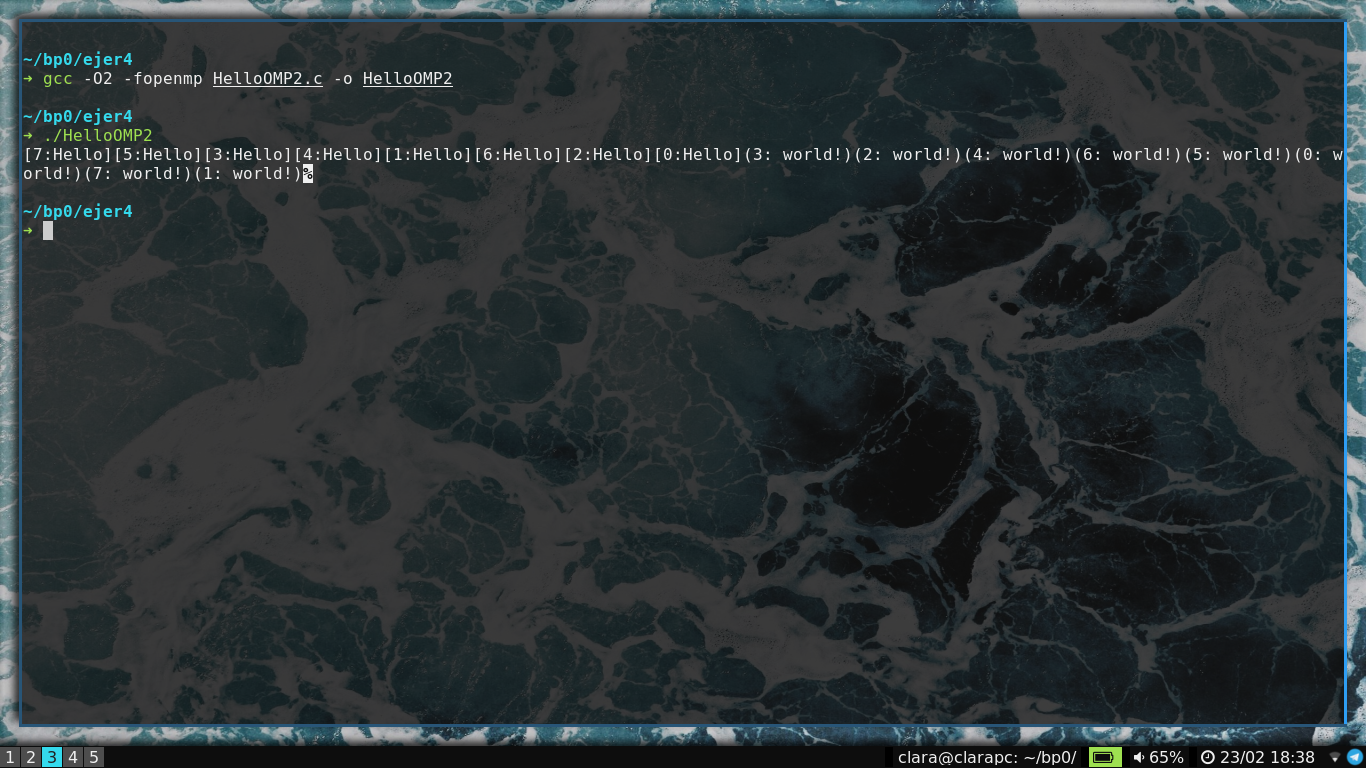 ~/bp0/ejer4
→ gcc -O2 -fopenmp HelloOMP2.c -o HelloOMP2
~/bp0/ejer4
→ ./HelloOMP2
[7:Hello][5:Hello][3:Hello][4:Hello][1:Hello][6:Hello][2:Hello][0:Hello](3: world!)(2: world!)(4: world!)(6: world!)(5: world!)(0: w
orld!)(7: world!)(1: world!)%
~/bp0/ejer4
→
1 2 3 4 5 clara@clarapc: ~/bp0/ 65% 23/02 18:38